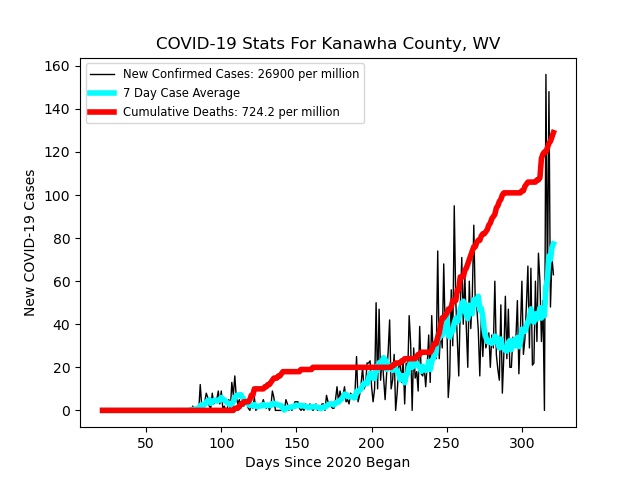 COVID-19 Stats For Kanawha County, WV
New Confirmed Cases: 26900 per million
7 Day Case Average
Cumulative Deaths: 724.2 per million
New COVID-19 Cases
160
140
120
100
80
60
40
20
0
50 100 150 200 250 300
Days Since 2020 Began